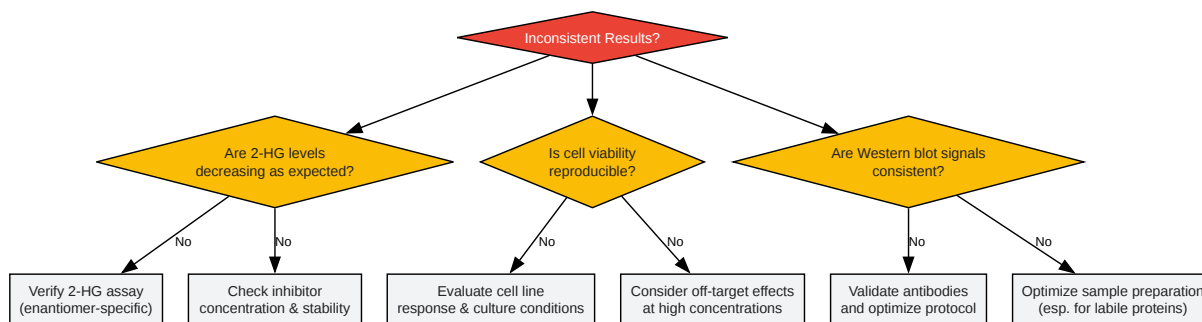 Inconsistent Results?
Are 2-HG levels
decreasing as expected?
Is cell viability
reproducible?
Are Western blot signals
consistent?
No
No
No
No
No
No
Verify 2-HG assay
(enantiomer-specific)
Check inhibitor
concentration & stability
Evaluate cell line
response & culture conditions
Consider off-target effects
at high concentrations
Validate antibodies
and optimize protocol
Optimize sample preparation
(esp. for labile proteins)